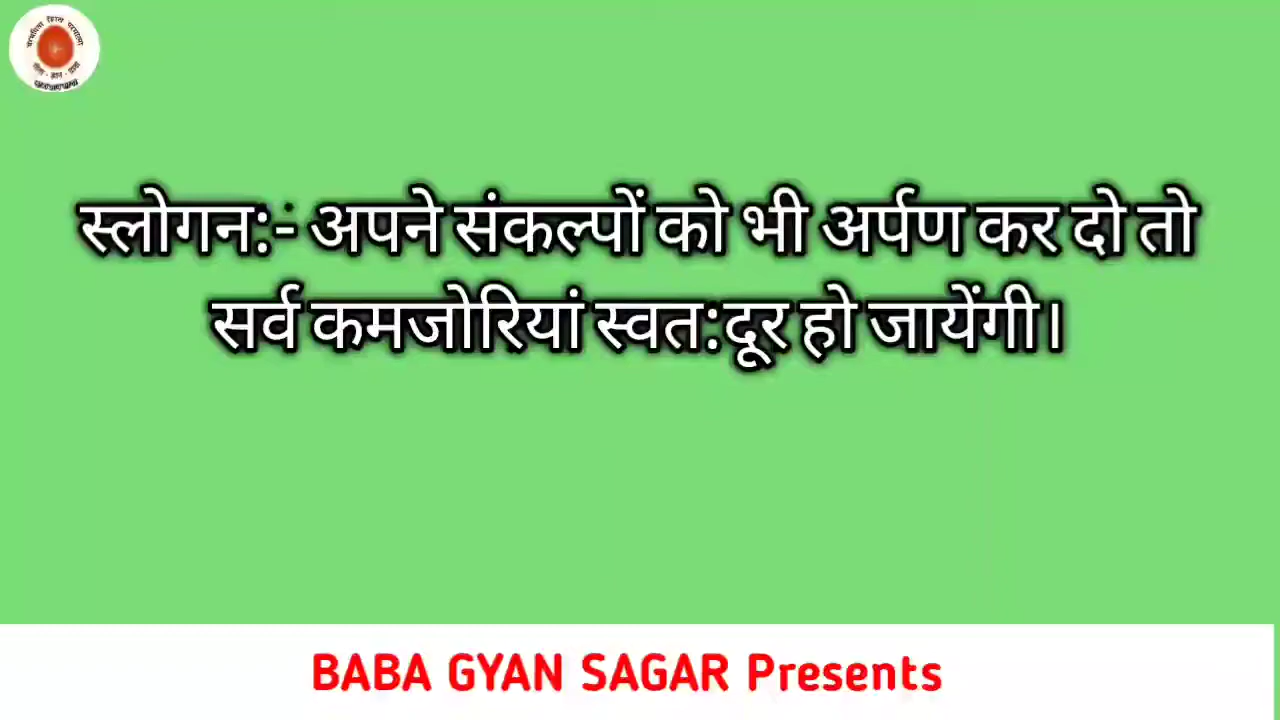 स्लोगन:- अपने संकल्पों को भी अर्पण कर दो तो
सर्व कमजोरियां स्वत:दूर हो जायेंगी।
BABA GYAN SAGAR Presents